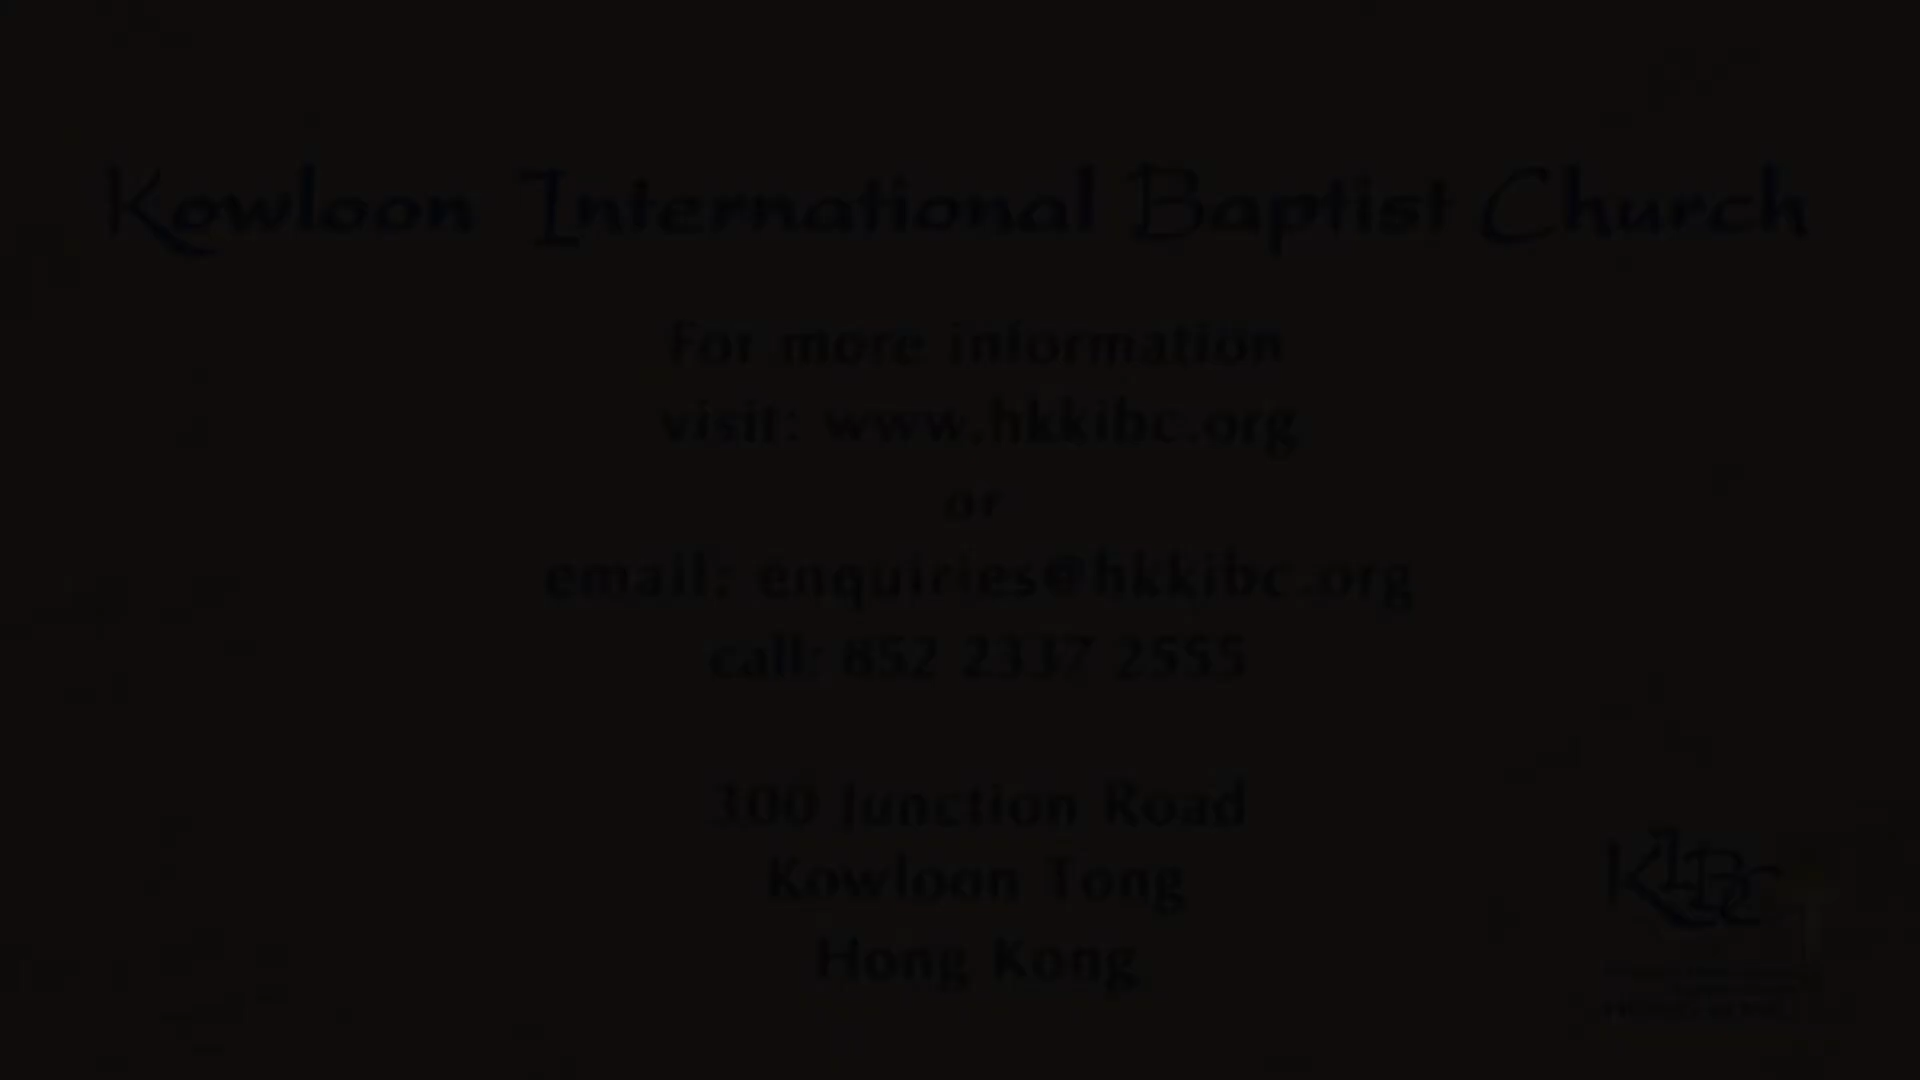 Kowloon International Baptist Church
For more information
visit: www.hkkibc.org
or
email: enquiries@hkkibc.org
call: 852 2337 2555
300 Junction Road
Kowloon Tong
Hong Kong
KIBC